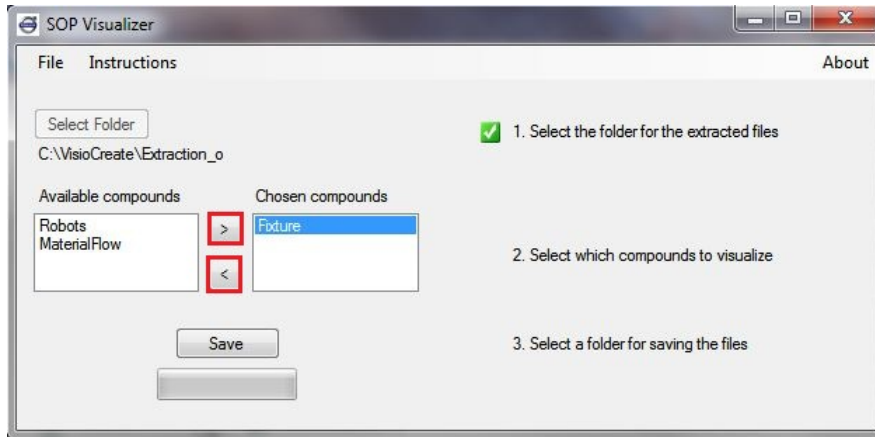 SOP Visualizer
File Instructions About
Select Folder
C:\VisioCreate\Extraction_o
1. Select the folder for the extracted files
Available compounds Chosen compounds
Robots
MaterialFlow
>
<
Fixture
2. Select which compounds to visualize
Save
3. Select a folder for saving the files